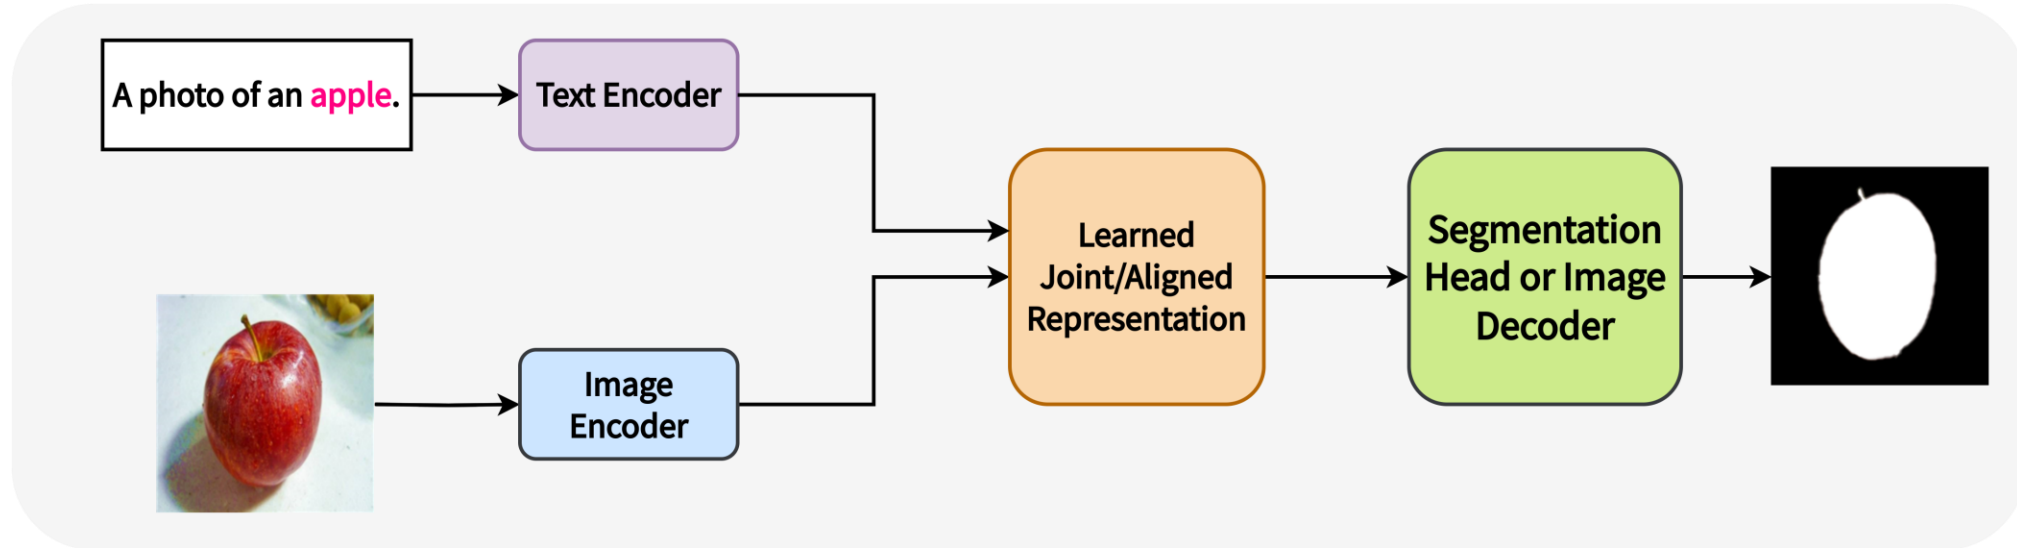 A photo of an apple.
Text Encoder
Image
Encoder
Learned
Joint/Aligned
Representation
Segmentation
Head or Image
Decoder